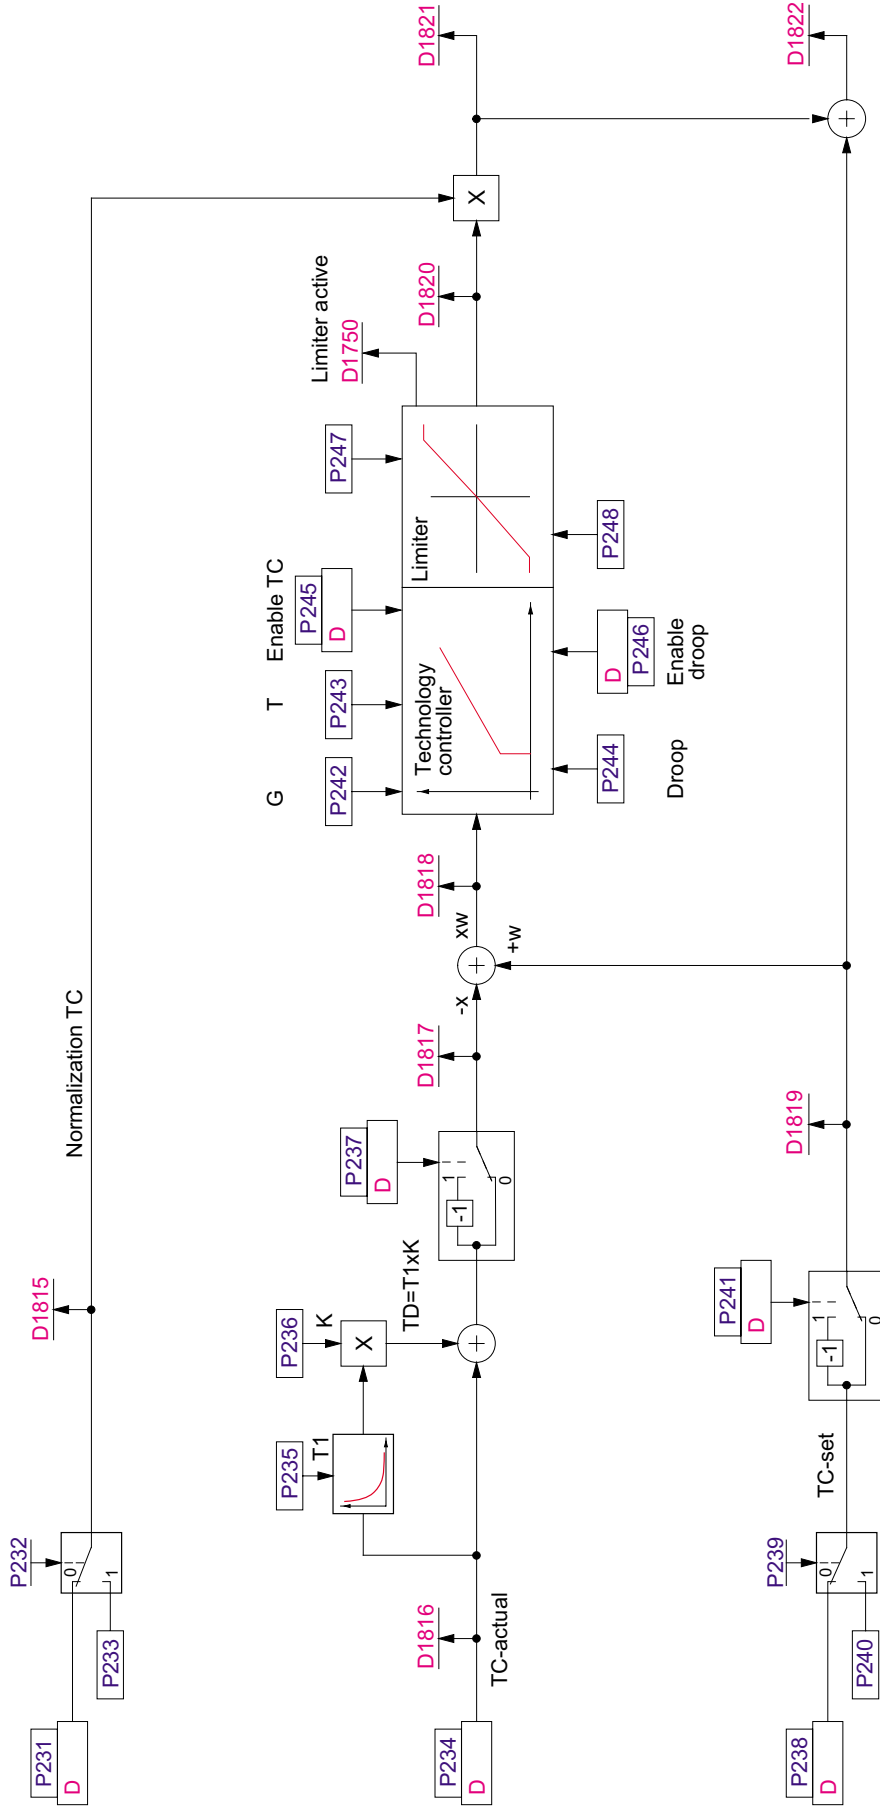 P231
D
P233
P232
0
1
D1815
Normalization TC
P234
D
TC-actual
D1816
P235
T1
P236
K
X
TD=T1xK
+
P237
D
-1
1
0
D1817
-x
+
+w
xw
D1818
G
P242
T
P243
Enable TC
P245
D
Technology
controller
Limiter
P247
P244
Droop
D
P246
Enable
droop
P248
Limiter active
D1750
D1820
X
D1821
P238
D
P240
P239
0
1
TC-set
P241
D
-1
1
0
D1819
+
D1822